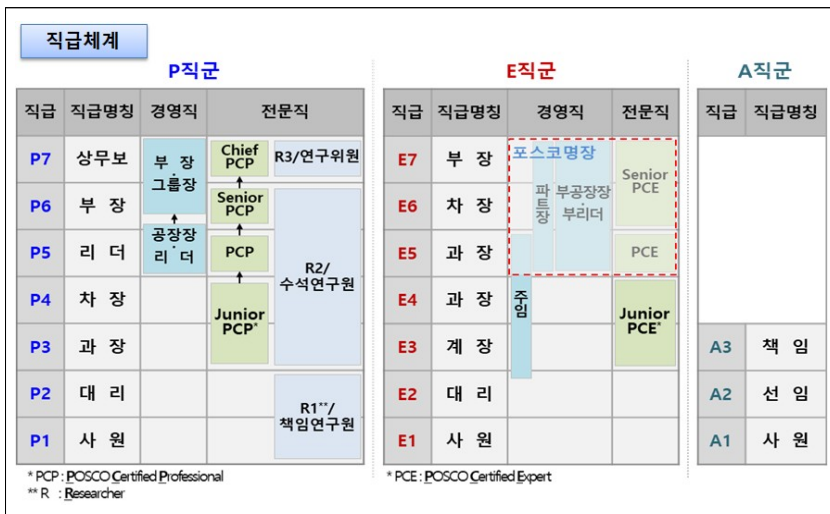 직급체계
P직군
E직군
A직군
직급 직급명칭 경영직 전문직
직급 직급명칭 경영직 전문직
직급 직급명칭
P7 상무보
P6 부 장
P5 리 더
P4 차 장
P3 과 장
P2 대 리
P1 사 원
부 장
·
그룹장
공장장
·
리 더
Chief
PCP
Senior
PCP
PCP
Junior
PCP*
R3/연구위원
R2/
수석연구원
R1**/
책임연구원
E7 부 장
E6 차 장
E5 과 장
E4 과 장
E3 계 장
E2 대 리
E1 사 원
포스코명장
파트장
부공장장
·
부리더
주임
Senior
PCE
PCE
Junior
PCE*
A3 책 임
A2 선 임
A1 사 원
* PCP : POSCO Certified Professional
** R : Researcher
* PCE : POSCO Certified Expert